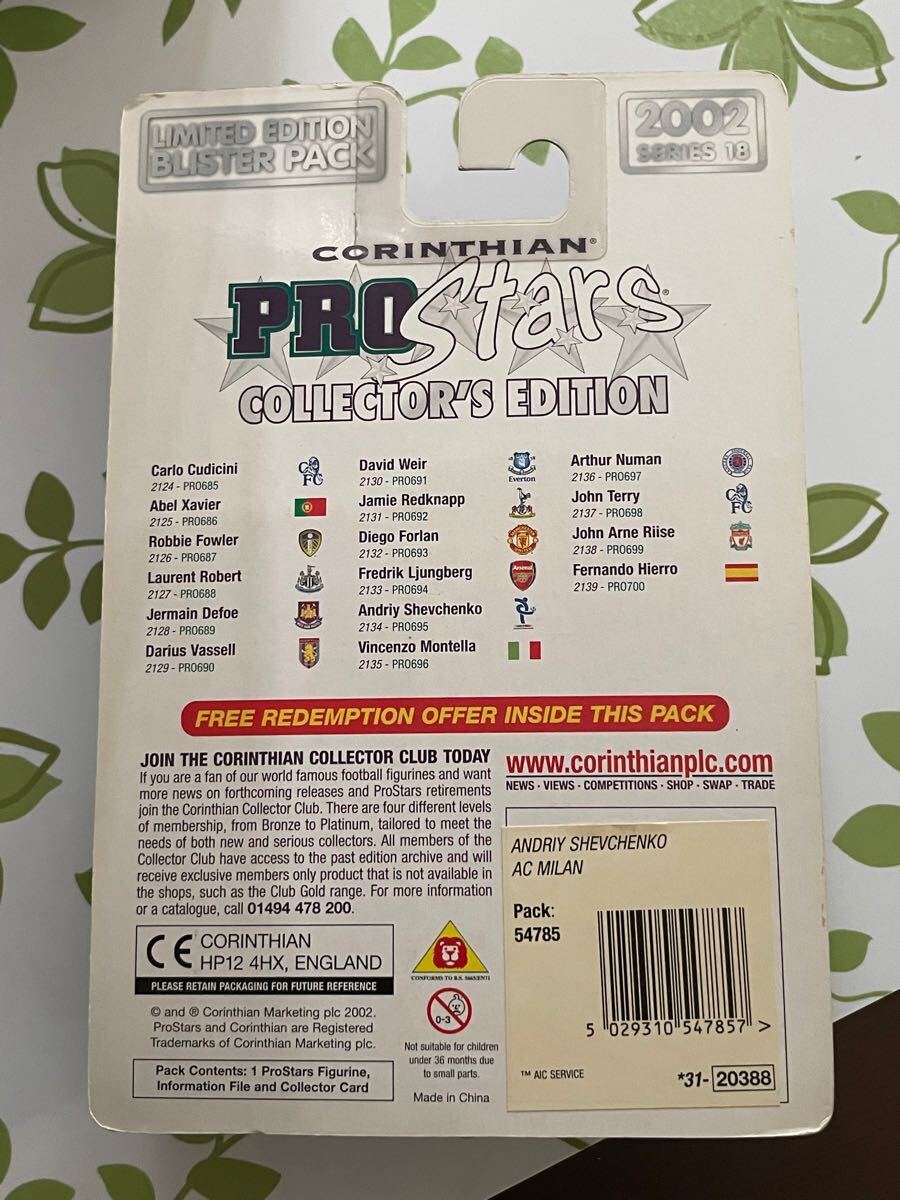 LIMITED EDITION
BLISTER PACK
2002
SERIES 18
CORINTHIAN®
PROStars®
COLLECTOR'S EDITION
Carlo Cudicini
2124 - PRO685
Abel Xavier
2125 - PRO686
Robbie Fowler
2126 - PRO687
Laurent Robert
2127 - PRO688
Jermain Defoe
2128 - PRO689
Darius Vassell
2129 - PRO690
David Weir
2130 - PRO691
Everton
Jamie Redknapp
2131 - PRO692
Diego Forlan
2132 - PRO693
Fredrik Ljungberg
2133 - PRO694
Arsenal
Andriy Shevchenko
2134 - PRO695
Vincenzo Montella
2135 - PRO696
Arthur Numan
2136 - PRO697
John Terry
2137 - PRO698
John Arne Riise
2138 - PRO699
Fernando Hierro
2139 - PRO700
FREE REDEMPTION OFFER INSIDE THIS PACK
JOIN THE CORINTHIAN COLLECTOR CLUB TODAY
If you are a fan of our world famous football figurines and want
more news on forthcoming releases and ProStars retirements
join the Corinthian Collector Club. There are four different levels
of membership, from Bronze to Platinum, tailored to meet the
needs of both new and serious collectors. All members of the
Collector Club have access to the past edition archive and will
receive exclusive members only product that is not available in
the shops, such as the Club Gold range. For more information
or a catalogue, call 01494 478 200.
www.corinthianplc.com
NEWS · VIEWS · COMPETITIONS · SHOP · SWAP · TRADE
ANDRIY SHEVCHENKO
AC MILAN
Pack:
54785
5 029310 547857 >
™ AIC SERVICE
*31- 20388
CE CORINTHIAN
HP12 4HX, ENGLAND
PLEASE RETAIN PACKAGING FOR FUTURE REFERENCE
© and ® Corinthian Marketing plc 2002.
ProStars and Corinthian are Registered
Trademarks of Corinthian Marketing plc.
Pack Contents: 1 ProStars Figurine,
Information File and Collector Card
CONFORMS TO B.S. 5665/EN71
0-3
Not suitable for children
under 36 months due
to small parts.
Made in China